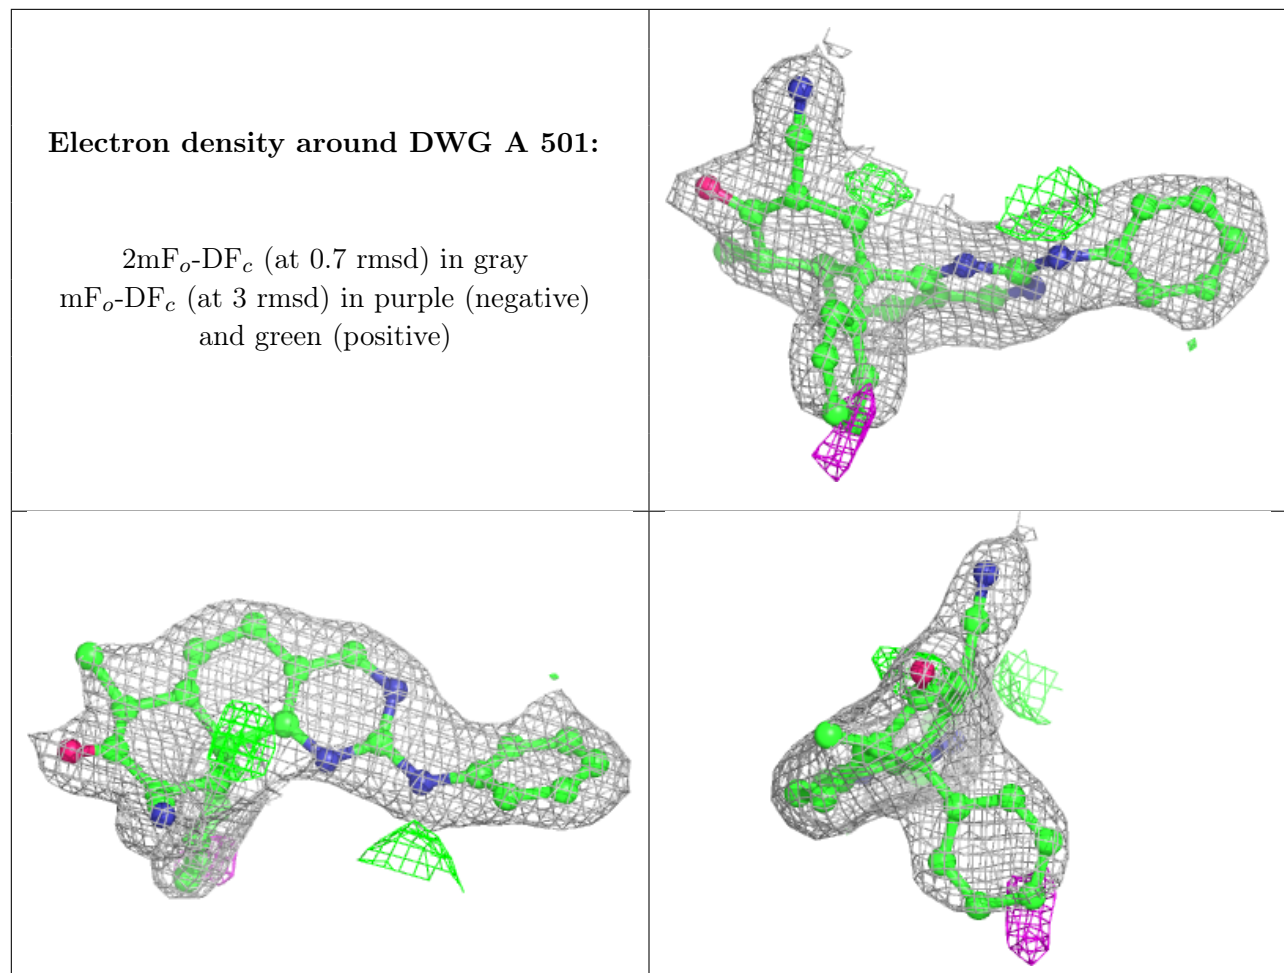 Electron density around DWG A 501:
2mFo-DFc (at 0.7 rmsd) in gray
mFo-DFc (at 3 rmsd) in purple (negative)
and green (positive)